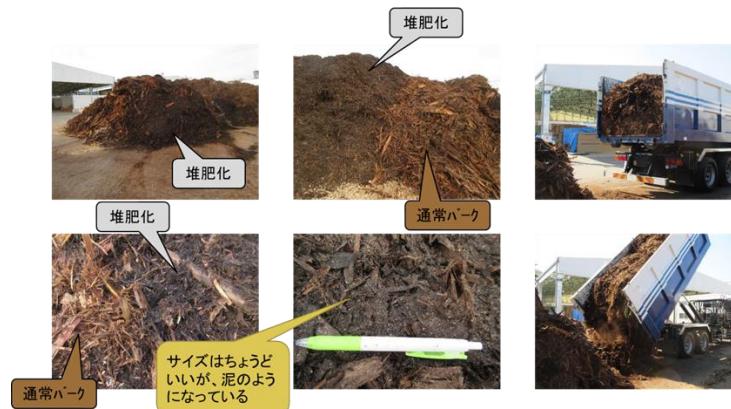 堆肥化
堆肥化
通常ﾊﾞｰｸ
堆肥化
サイズはちょうど
いいが、泥のよう
になっている
通常ﾊﾞｰｸ